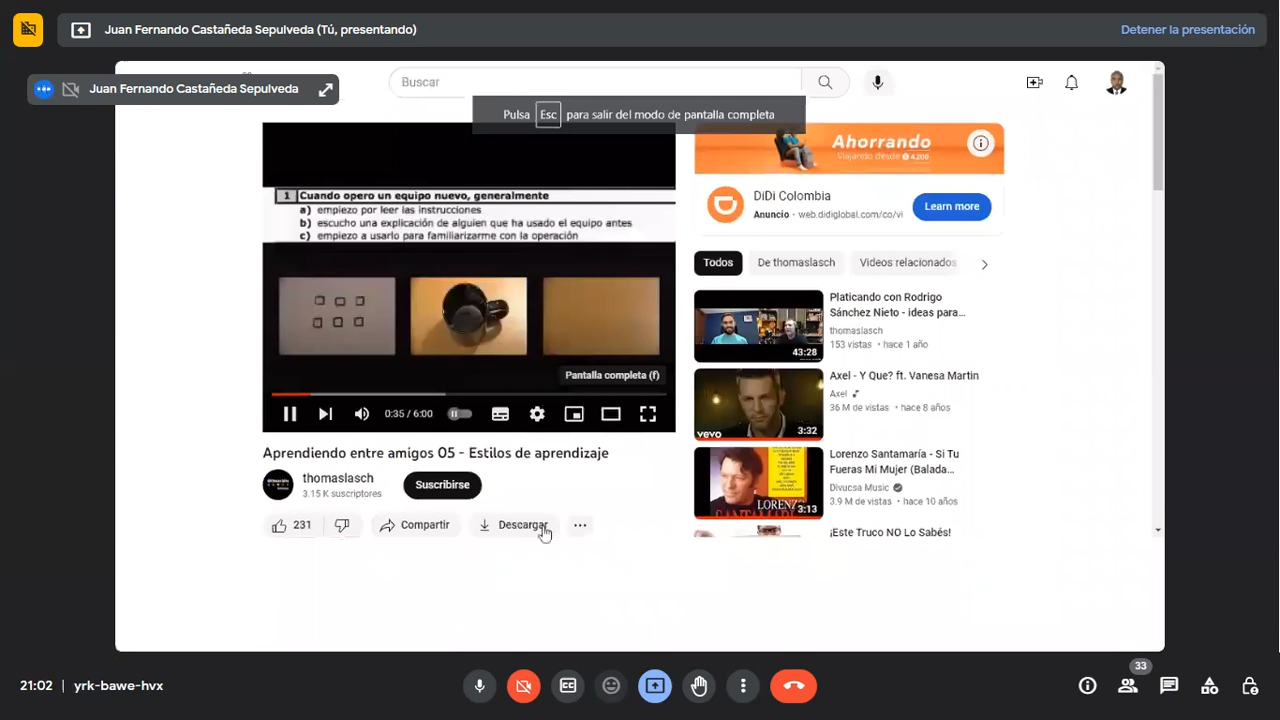 Juan Fernando Castañeda Sepulveda (Tú, presentando)
Detener la presentación
Juan Fernando Castañeda Sepulveda
Buscar
Pulsa Esc para salir del modo de pantalla completa
1 Cuando opero un equipo nuevo, generalmente
a) empiezo por leer las instrucciones
b) escucho una explicación de alguien que ha usado el equipo antes
c) empiezo a usarlo para familiarizarme con la operación
Pantalla completa (f)
0:35 / 6:00
Aprendiendo entre amigos 05 - Estilos de aprendizaje
thomaslasch
3.15 K suscriptores
Suscribirse
231
Compartir
Descargar
Ahorrando
Viajando desde $ 4,200
DiDi Colombia
Anuncio · web.didiglobal.com/co/vi
Learn more
Todos
De thomaslasch
Videos relacionados
Platicando con Rodrigo
Sánchez Nieto - ideas para…
thomaslasch
153 vistas • hace 1 año
43:28
Axel - Y Que? ft. Vanesa Martin
Axel
36 M de vistas • hace 8 años
vevo
3:32
Lorenzo Santamaría - Si Tu
Fueras Mi Mujer (Balada…
Divucsa Music
3.9 M de vistas • hace 10 años
LORENZO
SANTAMARIA
3:13
¡Este Truco NO Lo Sabés!
21:02 | yrk-bawe-hvx
33